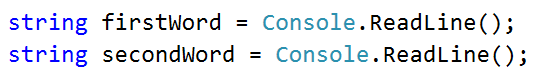 string firstWord = Console.ReadLine();
string secondWord = Console.ReadLine();